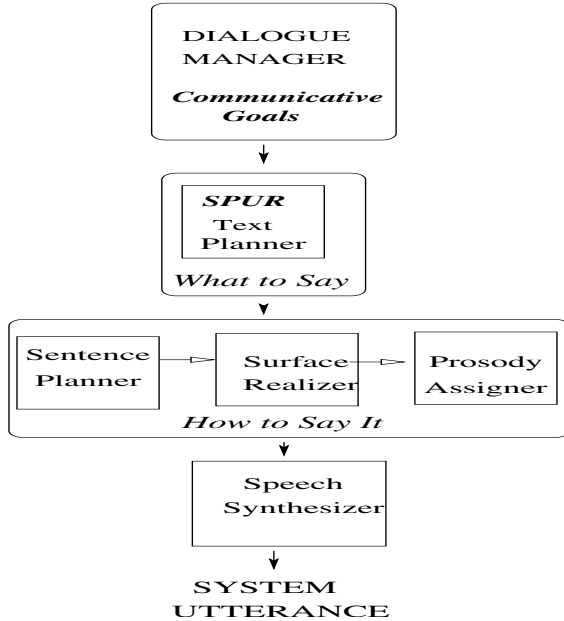 DIALOGUE
MANAGER
Communicative
Goals
SPUR
Text
Planner
What to Say
Sentence
Planner
Surface
Realizer
Prosody
Assigner
How to Say It
Speech
Synthesizer
SYSTEM
UTTERANCE